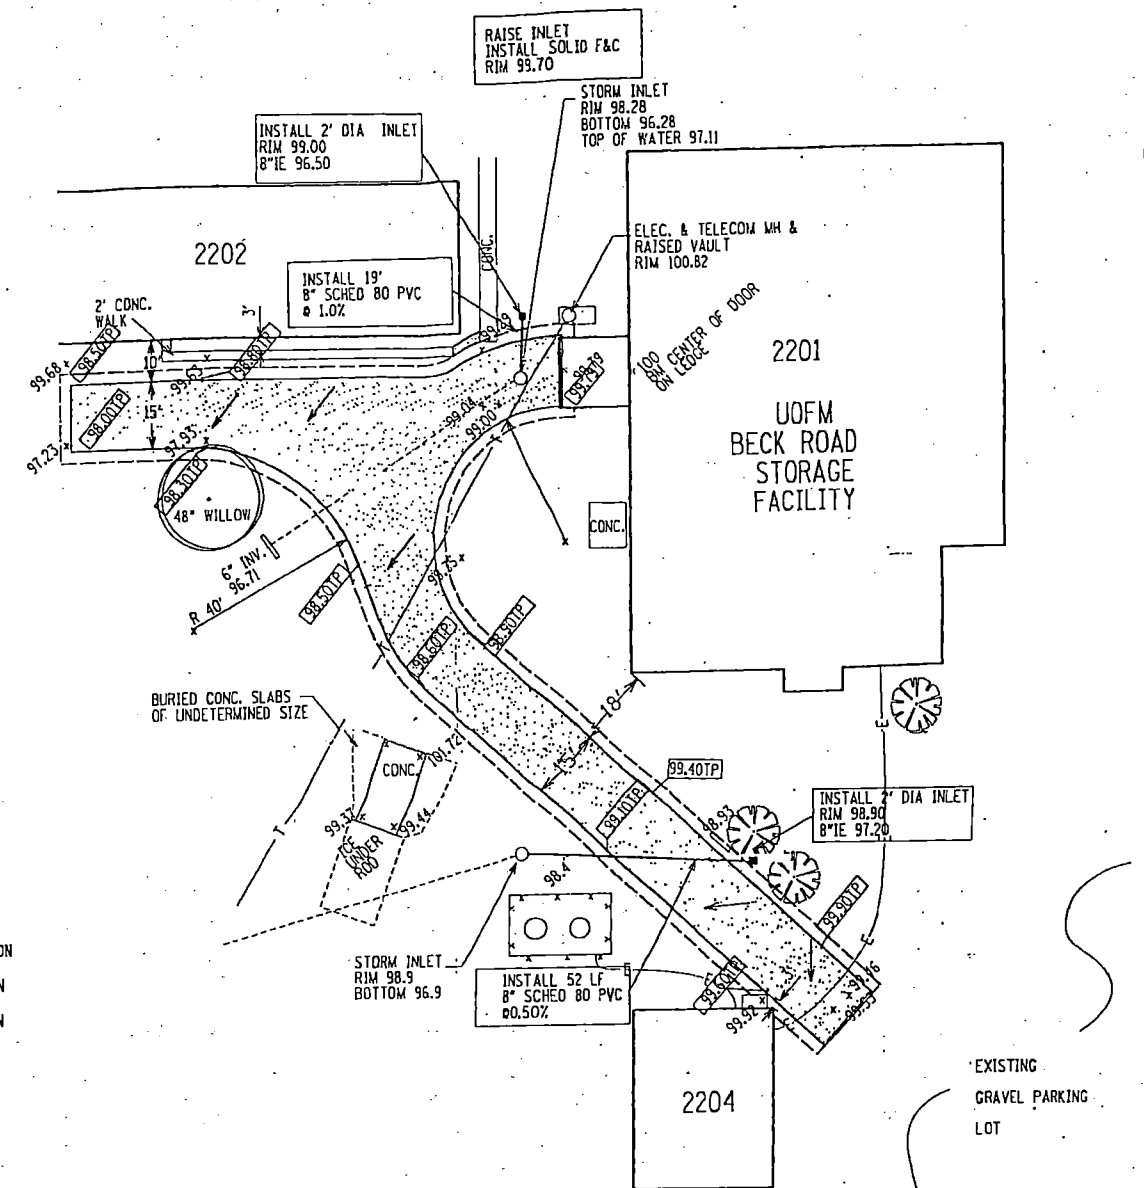 RAISE INLET
INSTALL SOLID F&C
RIM 99.70
STORM INLET
RIM 98.28
BOTTOM 96.28
TOP OF WATER 97.11
INSTALL 2' DIA INLET
RIM 99.00
8"IE 96.50
2202
CONC.
ELEC. & TELECOM MH &
RAISED VAULT
RIM 100.82
INSTALL 19'
8" SCHED 80 PVC
@ 1.0%
2' CONC.
WALK
3'
98.50TP
98.80TP
99.68
10'
99.63
99.79
99.79T
100
BM CENTER OF DOOR
ON LEDGE
2201
UOFM
BECK ROAD
STORAGE
FACILITY
98.00TP
15'
99.04
99.00
97.23
97.93
98.30TP
48" WILLOW
CONC.
6" INV.
96.71
R 40'
98.75
98.50TP
98.90TP
98.60TP
18'
BURIED CONC. SLABS
OF UNDETERMINED SIZE
E
15'
101.72
CONC.
99.40TP
99.10TP
98.93
INSTALL 2' DIA INLET
RIM 98.90
8"IE 97.20
99.37
99.44
T
UNDER
98.4
99.90TP
E
STORM INLET
RIM 98.9
BOTTOM 96.9
INSTALL 52 LF
8" SCHED 80 PVC
@0.50%
E
E
99.60TP
99.92
E
ON
N
N
2204
EXISTING
GRAVEL PARKING
LOT